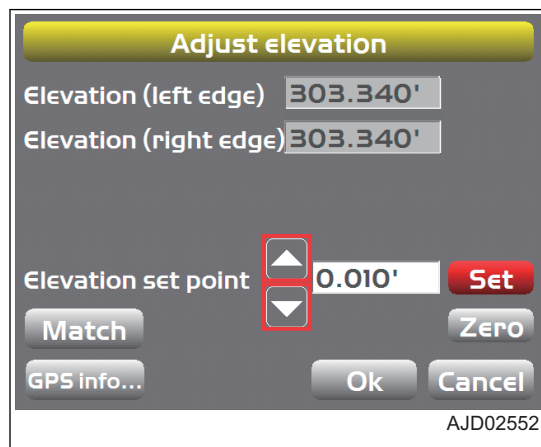 Adjust elevation
Elevation (left edge) 303.340'
Elevation (right edge) 303.340'
Elevation set point 0.010' Set
Match Zero
GPS info... Ok Cancel
AJD02552